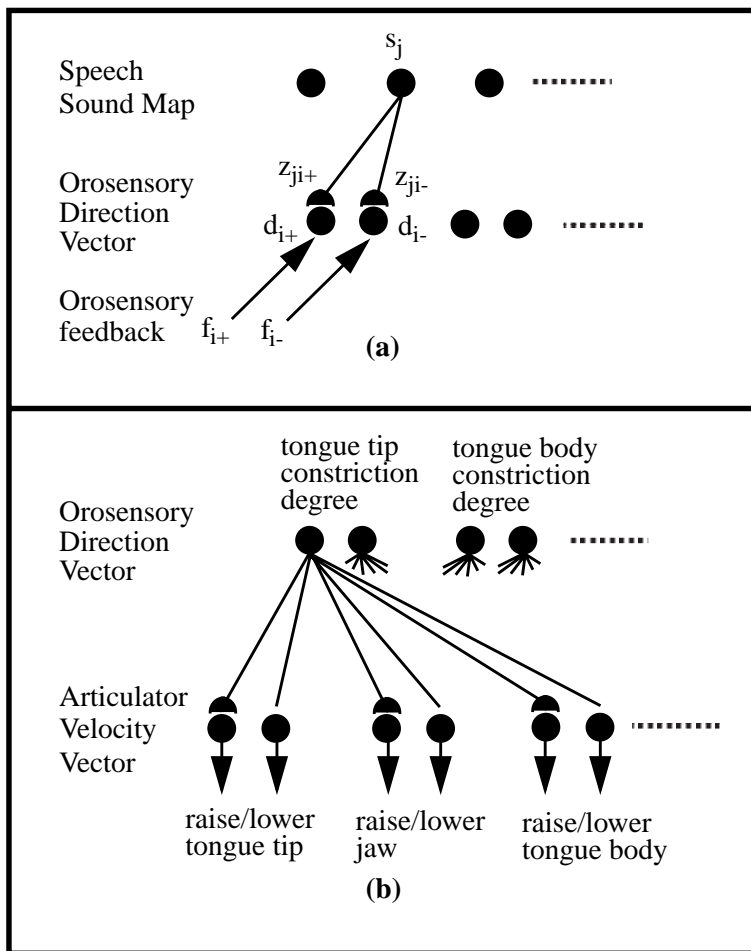 s_j
Speech
Sound Map
z_ji+ z_ji-
Orosensory
Direction
Vector
d_i+ d_i-
Orosensory
feedback
f_i+ f_i-
(a)
tongue tip
constriction
degree
tongue body
constriction
degree
Orosensory
Direction
Vector
Articulator
Velocity
Vector
raise/lower
tongue tip
raise/lower
jaw
raise/lower
tongue body
(b)